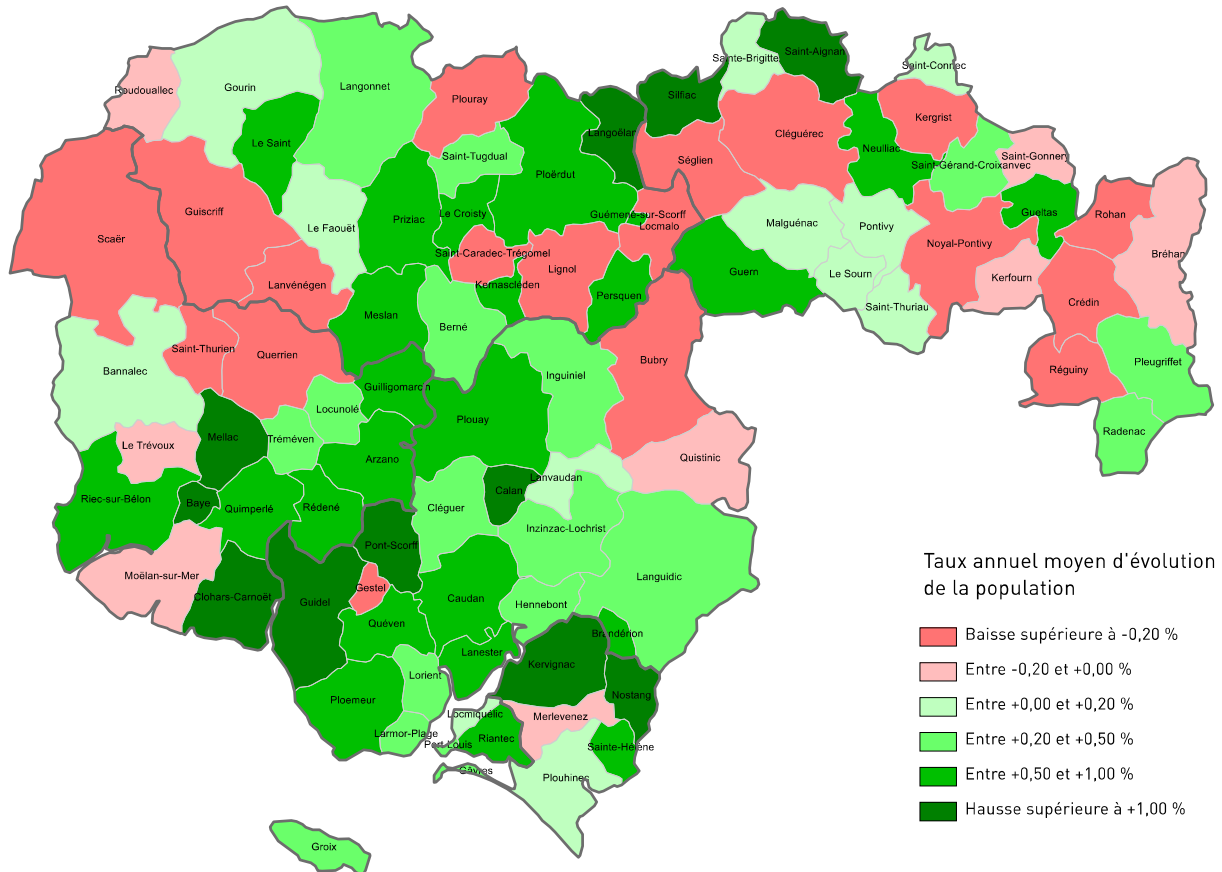 Sainte-Brigitte
Saint-Aignan
Saint-Connec
Roudouallec
Gourin
Langonnet
Plouray
Silfiac
Kergrist
Le Saint
Langoëlan
Cléguérec
Neuilliac
Saint-Tugdual
Ploërdut
Séglien
Saint-Gérand-Croixanvec
Saint-Gonnery
Scaër
Guiscriff
Le Faouët
Priziac
Le Croisty
Guémené-sur-Scorff
Locmalo
Malguénac
Pontivy
Noyal-Pontivy
Gueltas
Rohan
Bréhan
Lanvénégen
Saint-Caradec-Trégomel
Kernascléden
Lignol
Persquen
Guern
Le Sourn
Saint-Thuriau
Kerfourn
Crédin
Meslan
Berné
Bannalec
Saint-Thurien
Querrien
Bubry
Réguiny
Pleugriffet
Guilligomarch
Inguiniel
Locunolé
Plouay
Radenac
Le Trévoux
Mellac
Tréméven
Arzano
Quistinic
Riec-sur-Bélon
Baye
Quimperlé
Rédené
Cléguer
Calan
Lanvaudan
Inzinzac-Lochrist
Pont-Scorff
Moëlan-sur-Mer
Clohars-Carnoët
Guidel
Gestel
Caudan
Hennebont
Languidic
Quéven
Brandérion
Lanester
Kervignac
Lorient
Ploemeur
Nostang
Locmiquélic
Merlevenez
Larmor-Plage
Port-Louis
Riantec
Sainte-Hélène
Gâvres
Plouhinec
Groix
Taux annuel moyen d'évolution
de la population
Baisse supérieure à -0,20 %
Entre -0,20 et +0,00 %
Entre +0,00 et +0,20 %
Entre +0,20 et +0,50 %
Entre +0,50 et +1,00 %
Hausse supérieure à +1,00 %